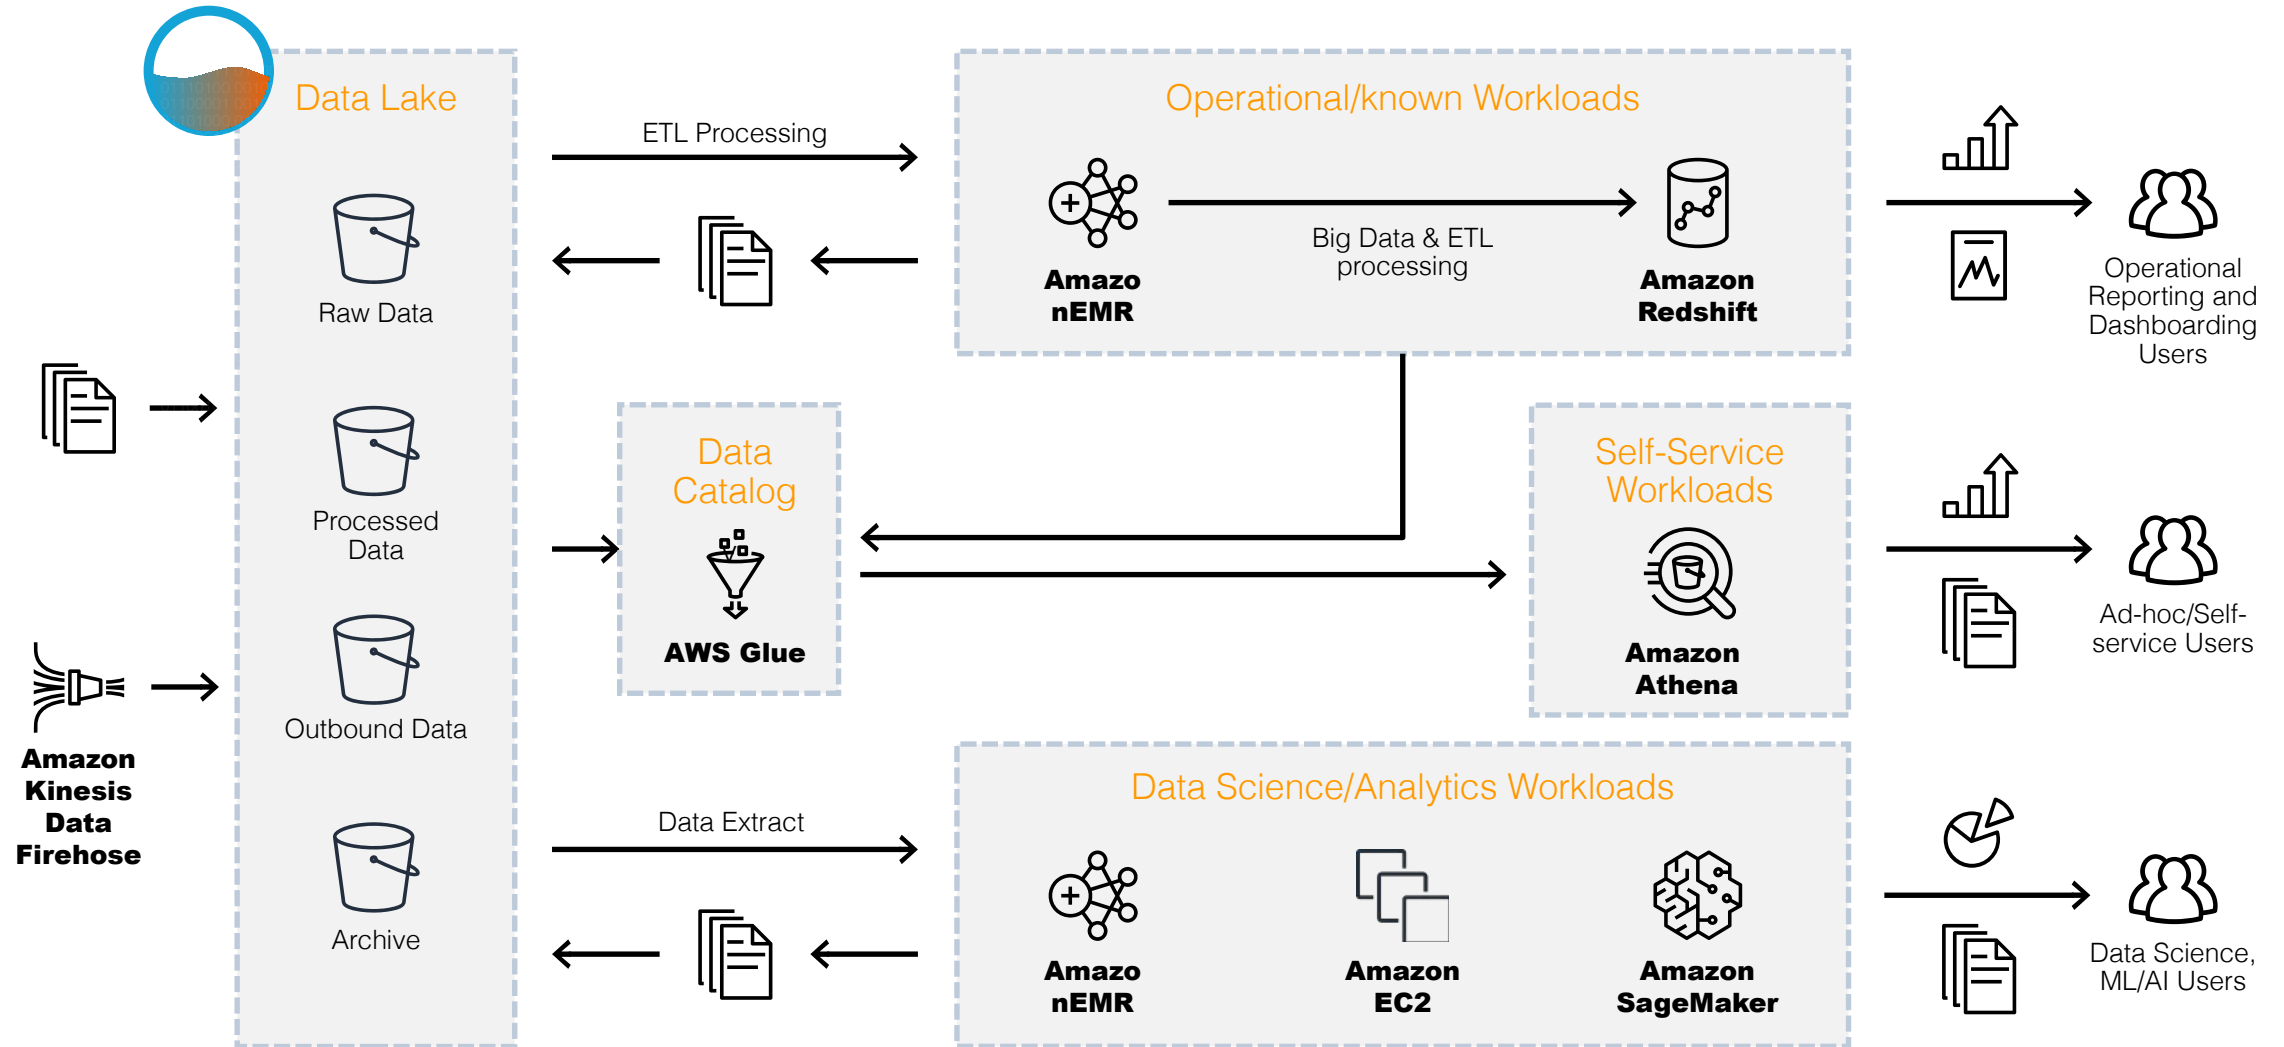 Data Lake
Raw Data
Processed
Data
Outbound Data
Archive
Amazon
Kinesis
Data
Firehose
ETL Processing
Operational/known Workloads
Amazo
nEMR
Big Data & ETL
processing
Amazon
Redshift
Operational
Reporting and
Dashboarding
Users
Data
Catalog
AWS Glue
Self-Service
Workloads
Amazon
Athena
Ad-hoc/Self-
service Users
Data Extract
Data Science/Analytics Workloads
Amazo
nEMR
Amazon
EC2
Amazon
SageMaker
Data Science,
ML/AI Users